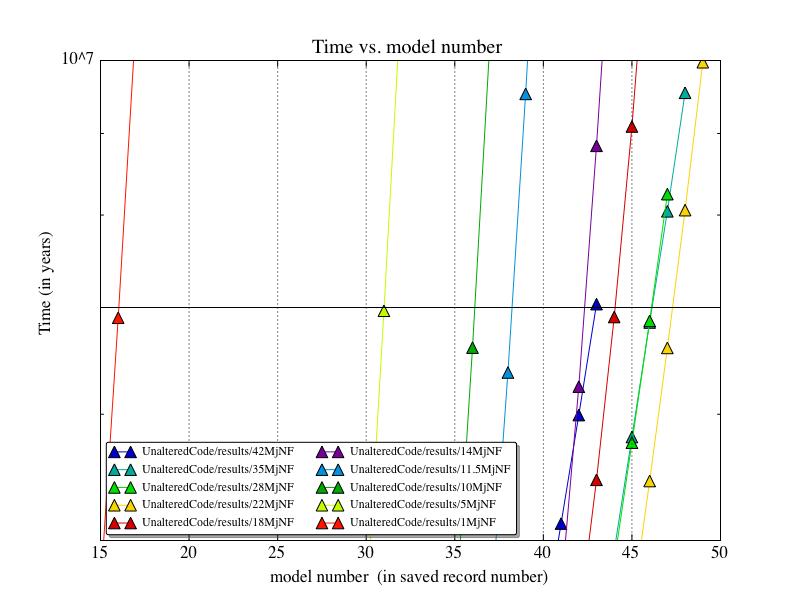 Time vs. model number
10^7
Time (in years)
UnalteredCode/results/42MjNF
UnalteredCode/results/35MjNF
UnalteredCode/results/28MjNF
UnalteredCode/results/22MjNF
UnalteredCode/results/18MjNF
UnalteredCode/results/14MjNF
UnalteredCode/results/11.5MjNF
UnalteredCode/results/10MjNF
UnalteredCode/results/5MjNF
UnalteredCode/results/1MjNF
15 20 25 30 35 40 45 50
model number  (in saved record number)